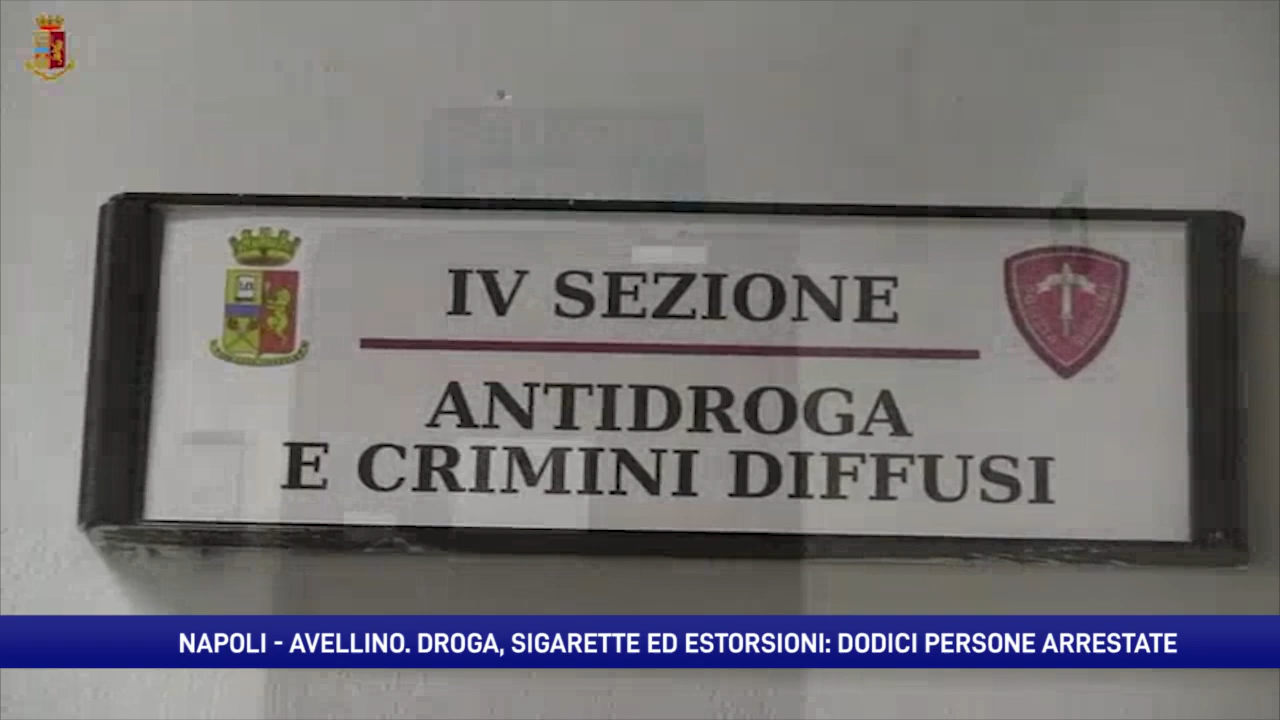 IV SEZIONE
ANTIDROGA
E CRIMINI DIFFUSI
NAPOLI - AVELLINO. DROGA, SIGARETTE ED ESTORSIONI: DODICI PERSONE ARRESTATE